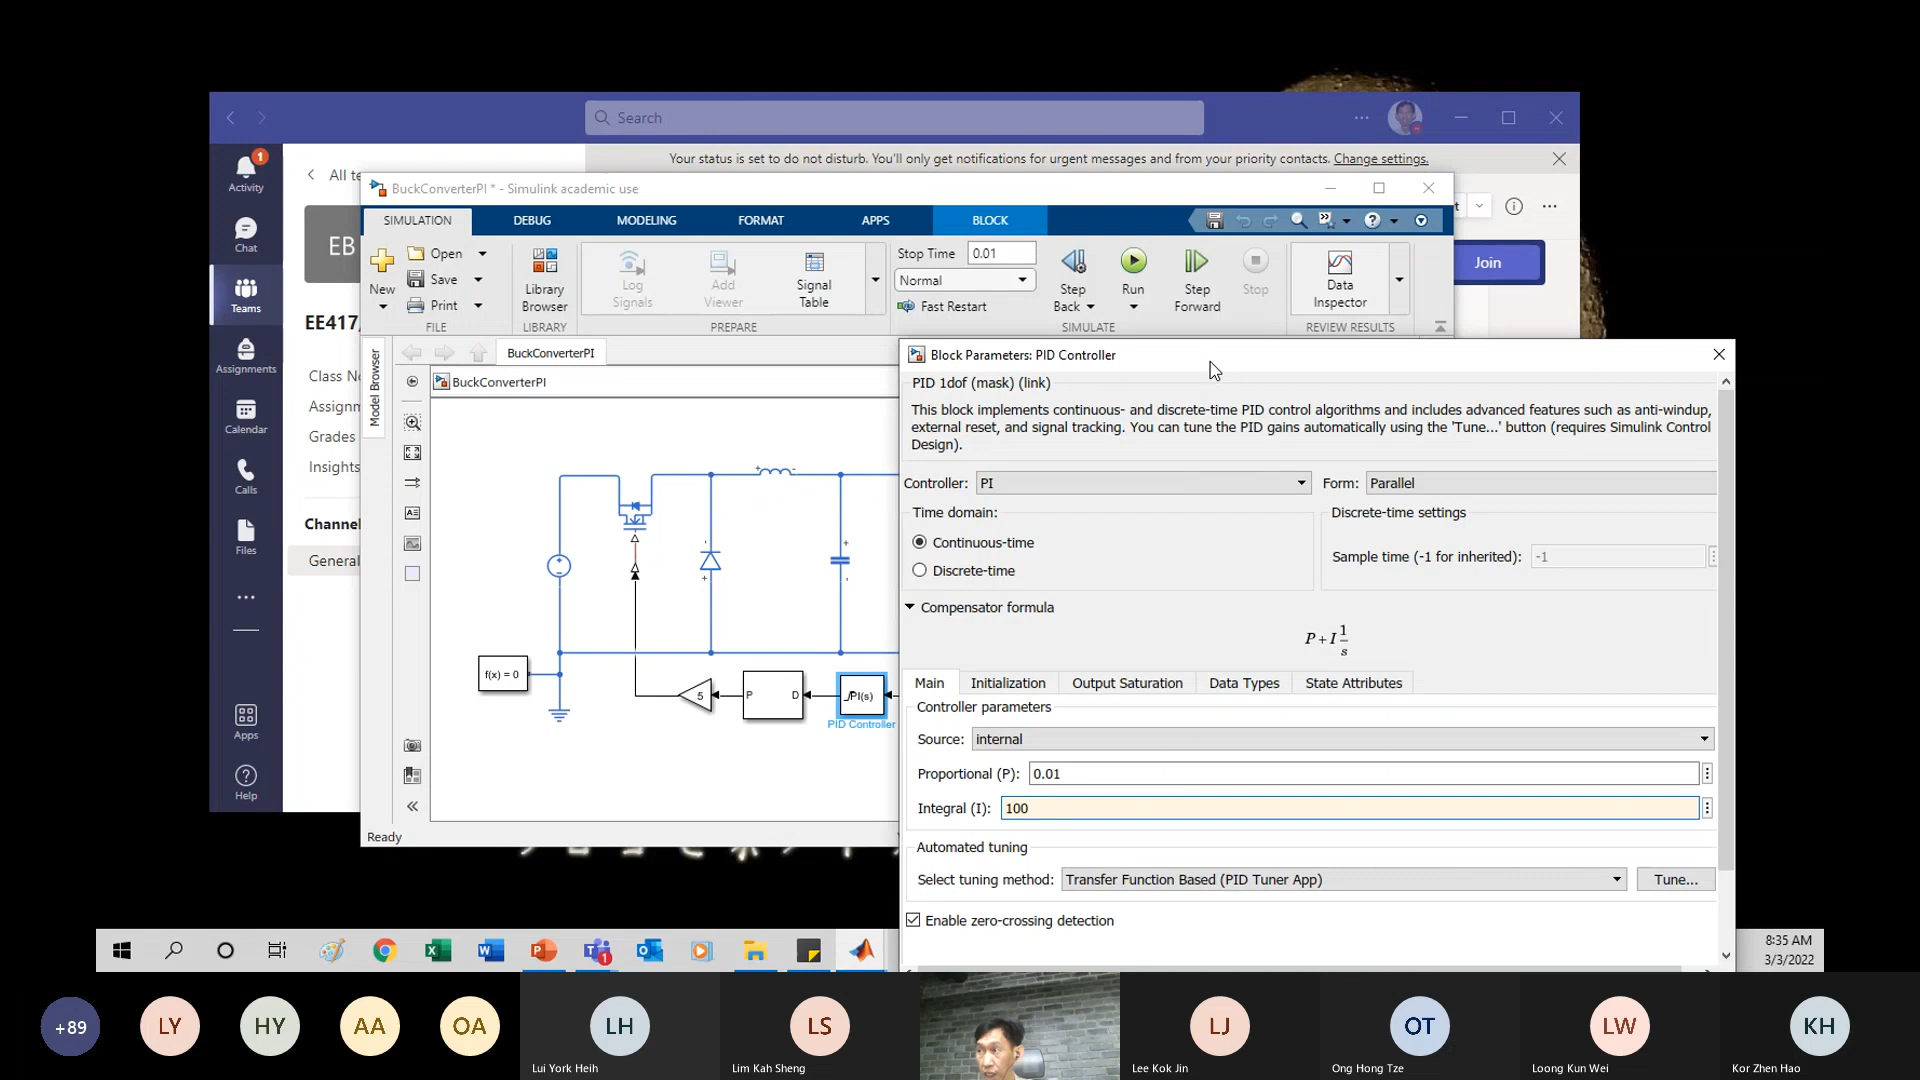 Search
1
Activity
Chat
Teams
Assignments
Calendar
Calls
Files
Apps
Help
All te
EB
EE417
Class No
Assignm
Grades
Insights
Channel
General
Your status is set to do not disturb. You'll only get notifications for urgent messages and from your priority contacts. Change settings.
Join
BuckConverterPI * - Simulink academic use
SIMULATION
DEBUG
MODELING
FORMAT
APPS
BLOCK
New
Open
Save
Print
FILE
Library
Browser
LIBRARY
Log
Signals
Add
Viewer
Signal
Table
PREPARE
Stop Time 0.01
Normal
Fast Restart
Step
Back
Run
Step
Forward
Stop
SIMULATE
Data
Inspector
REVIEW RESULTS
Model Browser
BuckConverterPI
BuckConverterPI
f(x) = 0
5
P D
PI(s)
PID Controller
Ready
Block Parameters: PID Controller
PID 1dof (mask) (link)
This block implements continuous- and discrete-time PID control algorithms and includes advanced features such as anti-windup,
external reset, and signal tracking. You can tune the PID gains automatically using the 'Tune...' button (requires Simulink Control
Design).
Controller: PI
Form: Parallel
Time domain:
Continuous-time
Discrete-time
Discrete-time settings
Sample time (-1 for inherited): -1
Compensator formula
P + I 1/s
Main
Initialization
Output Saturation
Data Types
State Attributes
Controller parameters
Source: internal
Proportional (P): 0.01
Integral (I): 100
Automated tuning
Select tuning method: Transfer Function Based (PID Tuner App)
Tune...
Enable zero-crossing detection
1
8:35 AM
3/3/2022
+89
LY
HY
AA
OA
LH
Lui York Heih
LS
Lim Kah Sheng
LJ
Lee Kok Jin
OT
Ong Hong Tze
LW
Loong Kun Wei
KH
Kor Zhen Hao